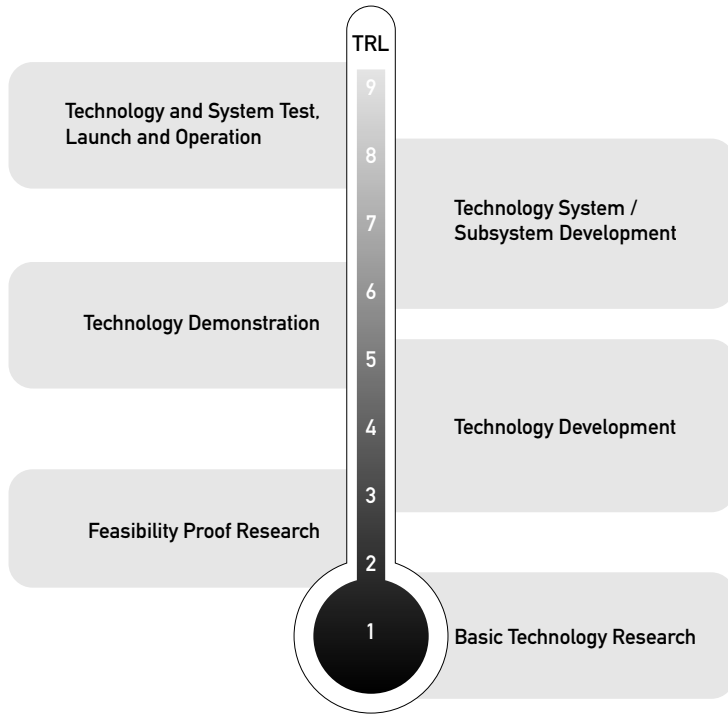 TRL
9
Technology and System Test,
Launch and Operation
8
Technology System /
Subsystem Development
7
6
Technology Demonstration
5
4
Technology Development
3
Feasibility Proof Research
2
1
Basic Technology Research